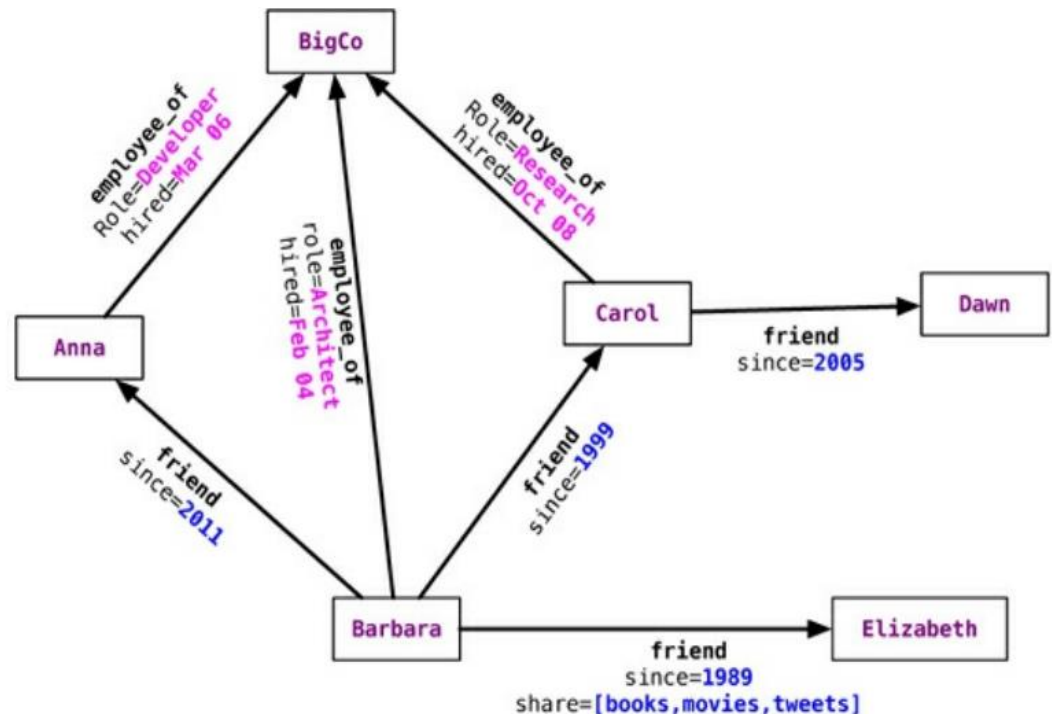 BigCo
employee_of
Role=Developer
hired=Mar 06
employee_of
role=Architect
hired=Feb 04
employee_of
Role=Research
hired=Oct 08
Anna
Carol
Dawn
friend
since=2005
friend
since=2011
friend
since=1999
Barbara
Elizabeth
friend
since=1989
share=[books,movies,tweets]